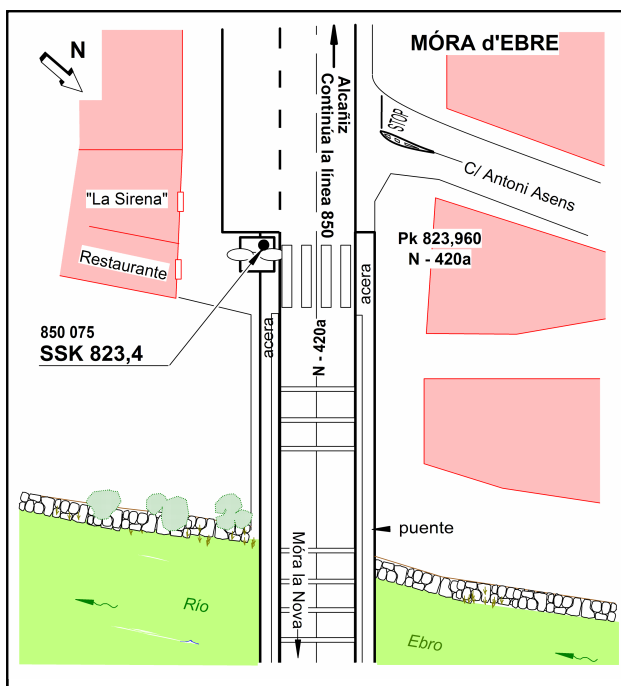 N
MÓRA d'EBRE
Alcañiz
Continúa la línea 850
STOP
C/ Antoni Asens
"La Sirena"
Restaurante
Pk 823,960
N - 420a
acera
850 075
SSK 823,4
acera
N - 420a
puente
Móra la Nova
Río
Ebro